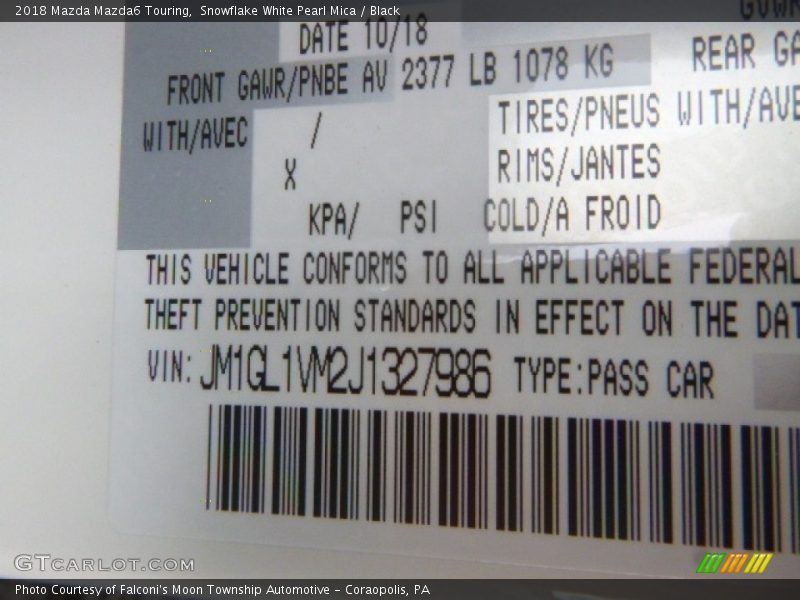 2018 Mazda Mazda6 Touring, Snowflake White Pearl Mica / Black
DATE 10/18
FRONT GAWR/PNBE AV 2377 LB 1078 KG REAR GA
WITH/AVEC / TIRES/PNEUS WITH/AVE
X RIMS/JANTES
KPA/ PSI COLD/A FROID
THIS VEHICLE CONFORMS TO ALL APPLICABLE FEDERAL
THEFT PREVENTION STANDARDS IN EFFECT ON THE DAT
VIN: JM1GL1VM2J1327986 TYPE:PASS CAR
GTCARLOT.COM
Photo Courtesy of Falconi's Moon Township Automotive – Coraopolis, PA